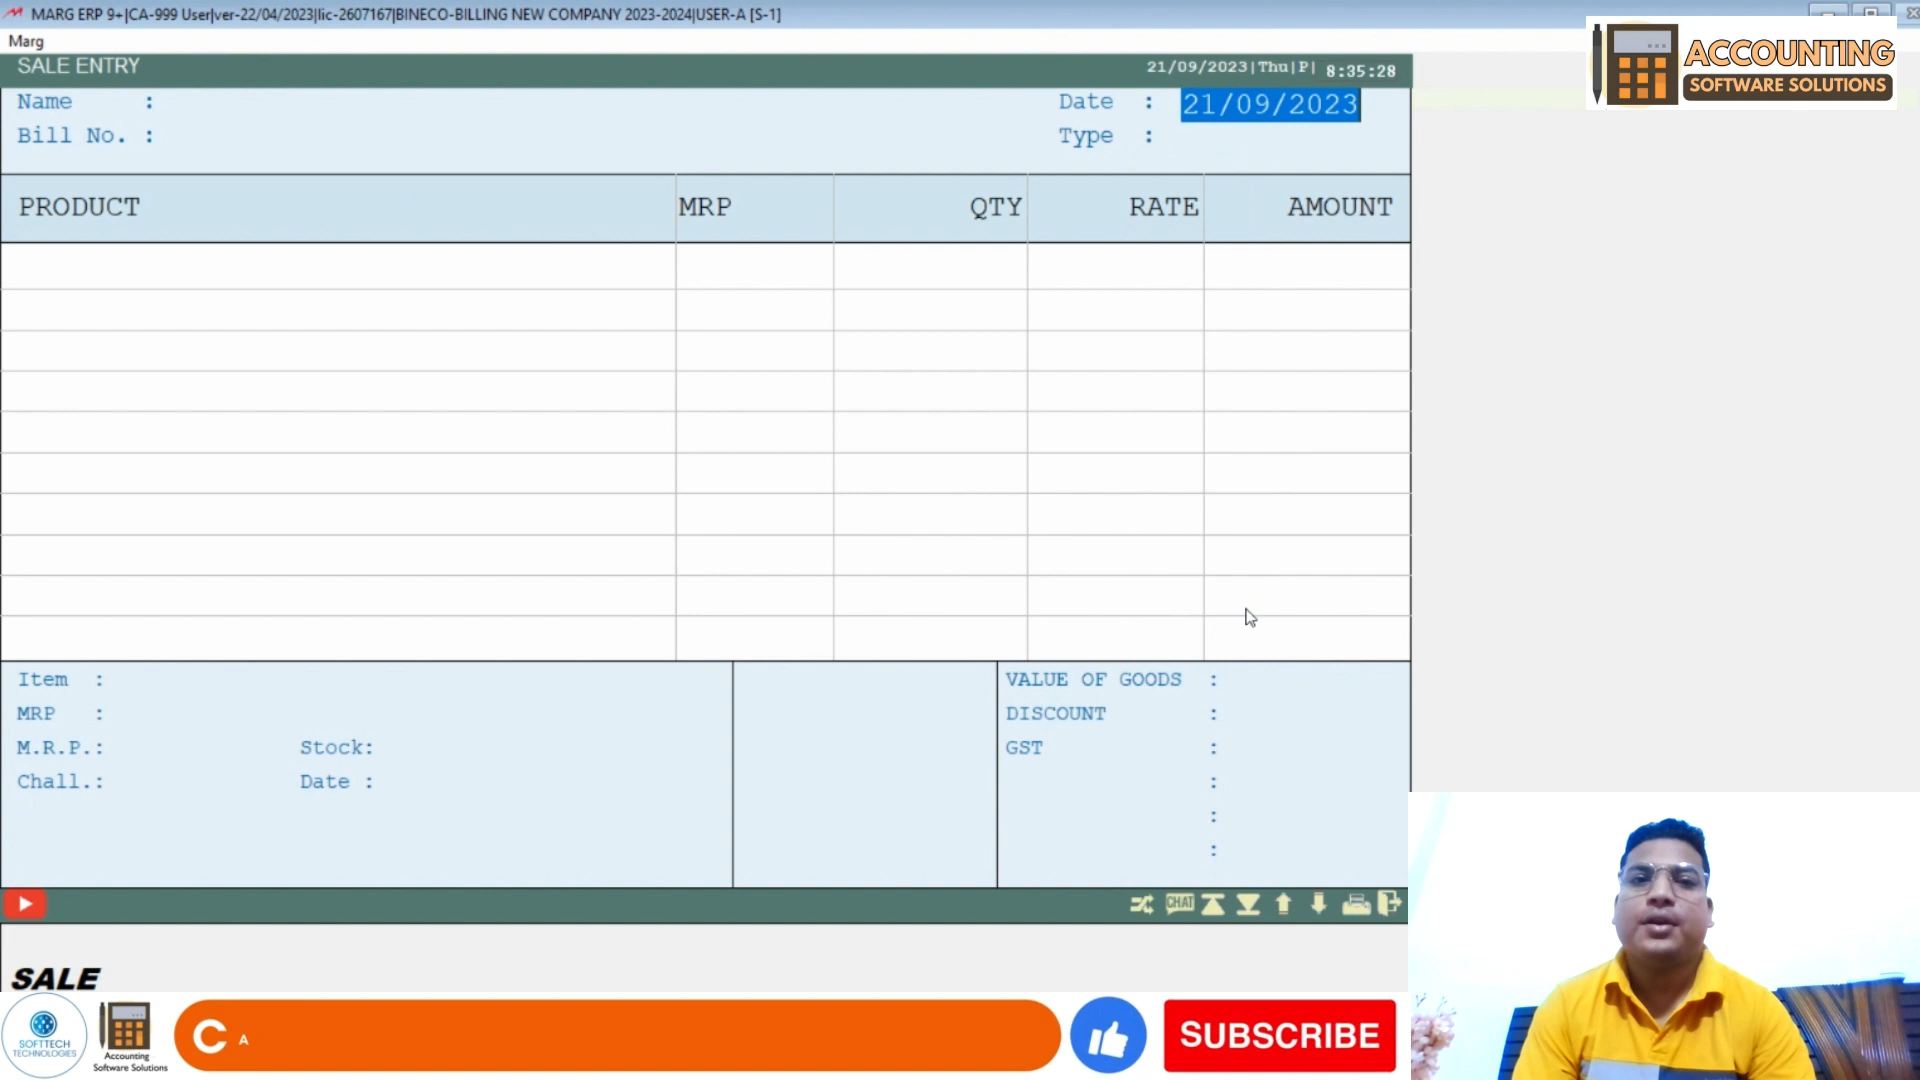 MARG ERP 9+|CA-999 User|ver-22/04/2023|lic-2607167|BINECO-BILLING NEW COMPANY 2023-2024|USER-A [S-1]
Marg
ACCOUNTING
SOFTWARE SOLUTIONS
SALE ENTRY 21/09/2023|Thu|P| 8:35:28
Name : Date : 21/09/2023
Bill No. : Type :
PRODUCT MRP QTY RATE AMOUNT
Item : VALUE OF GOODS :
MRP : DISCOUNT :
M.R.P.: Stock: GST :
Chall.: Date : :
:
:
CHAT
SALE
SOFTTECH
TECHNOLOGIES
Accounting
Software Solutions
C A
SUBSCRIBE